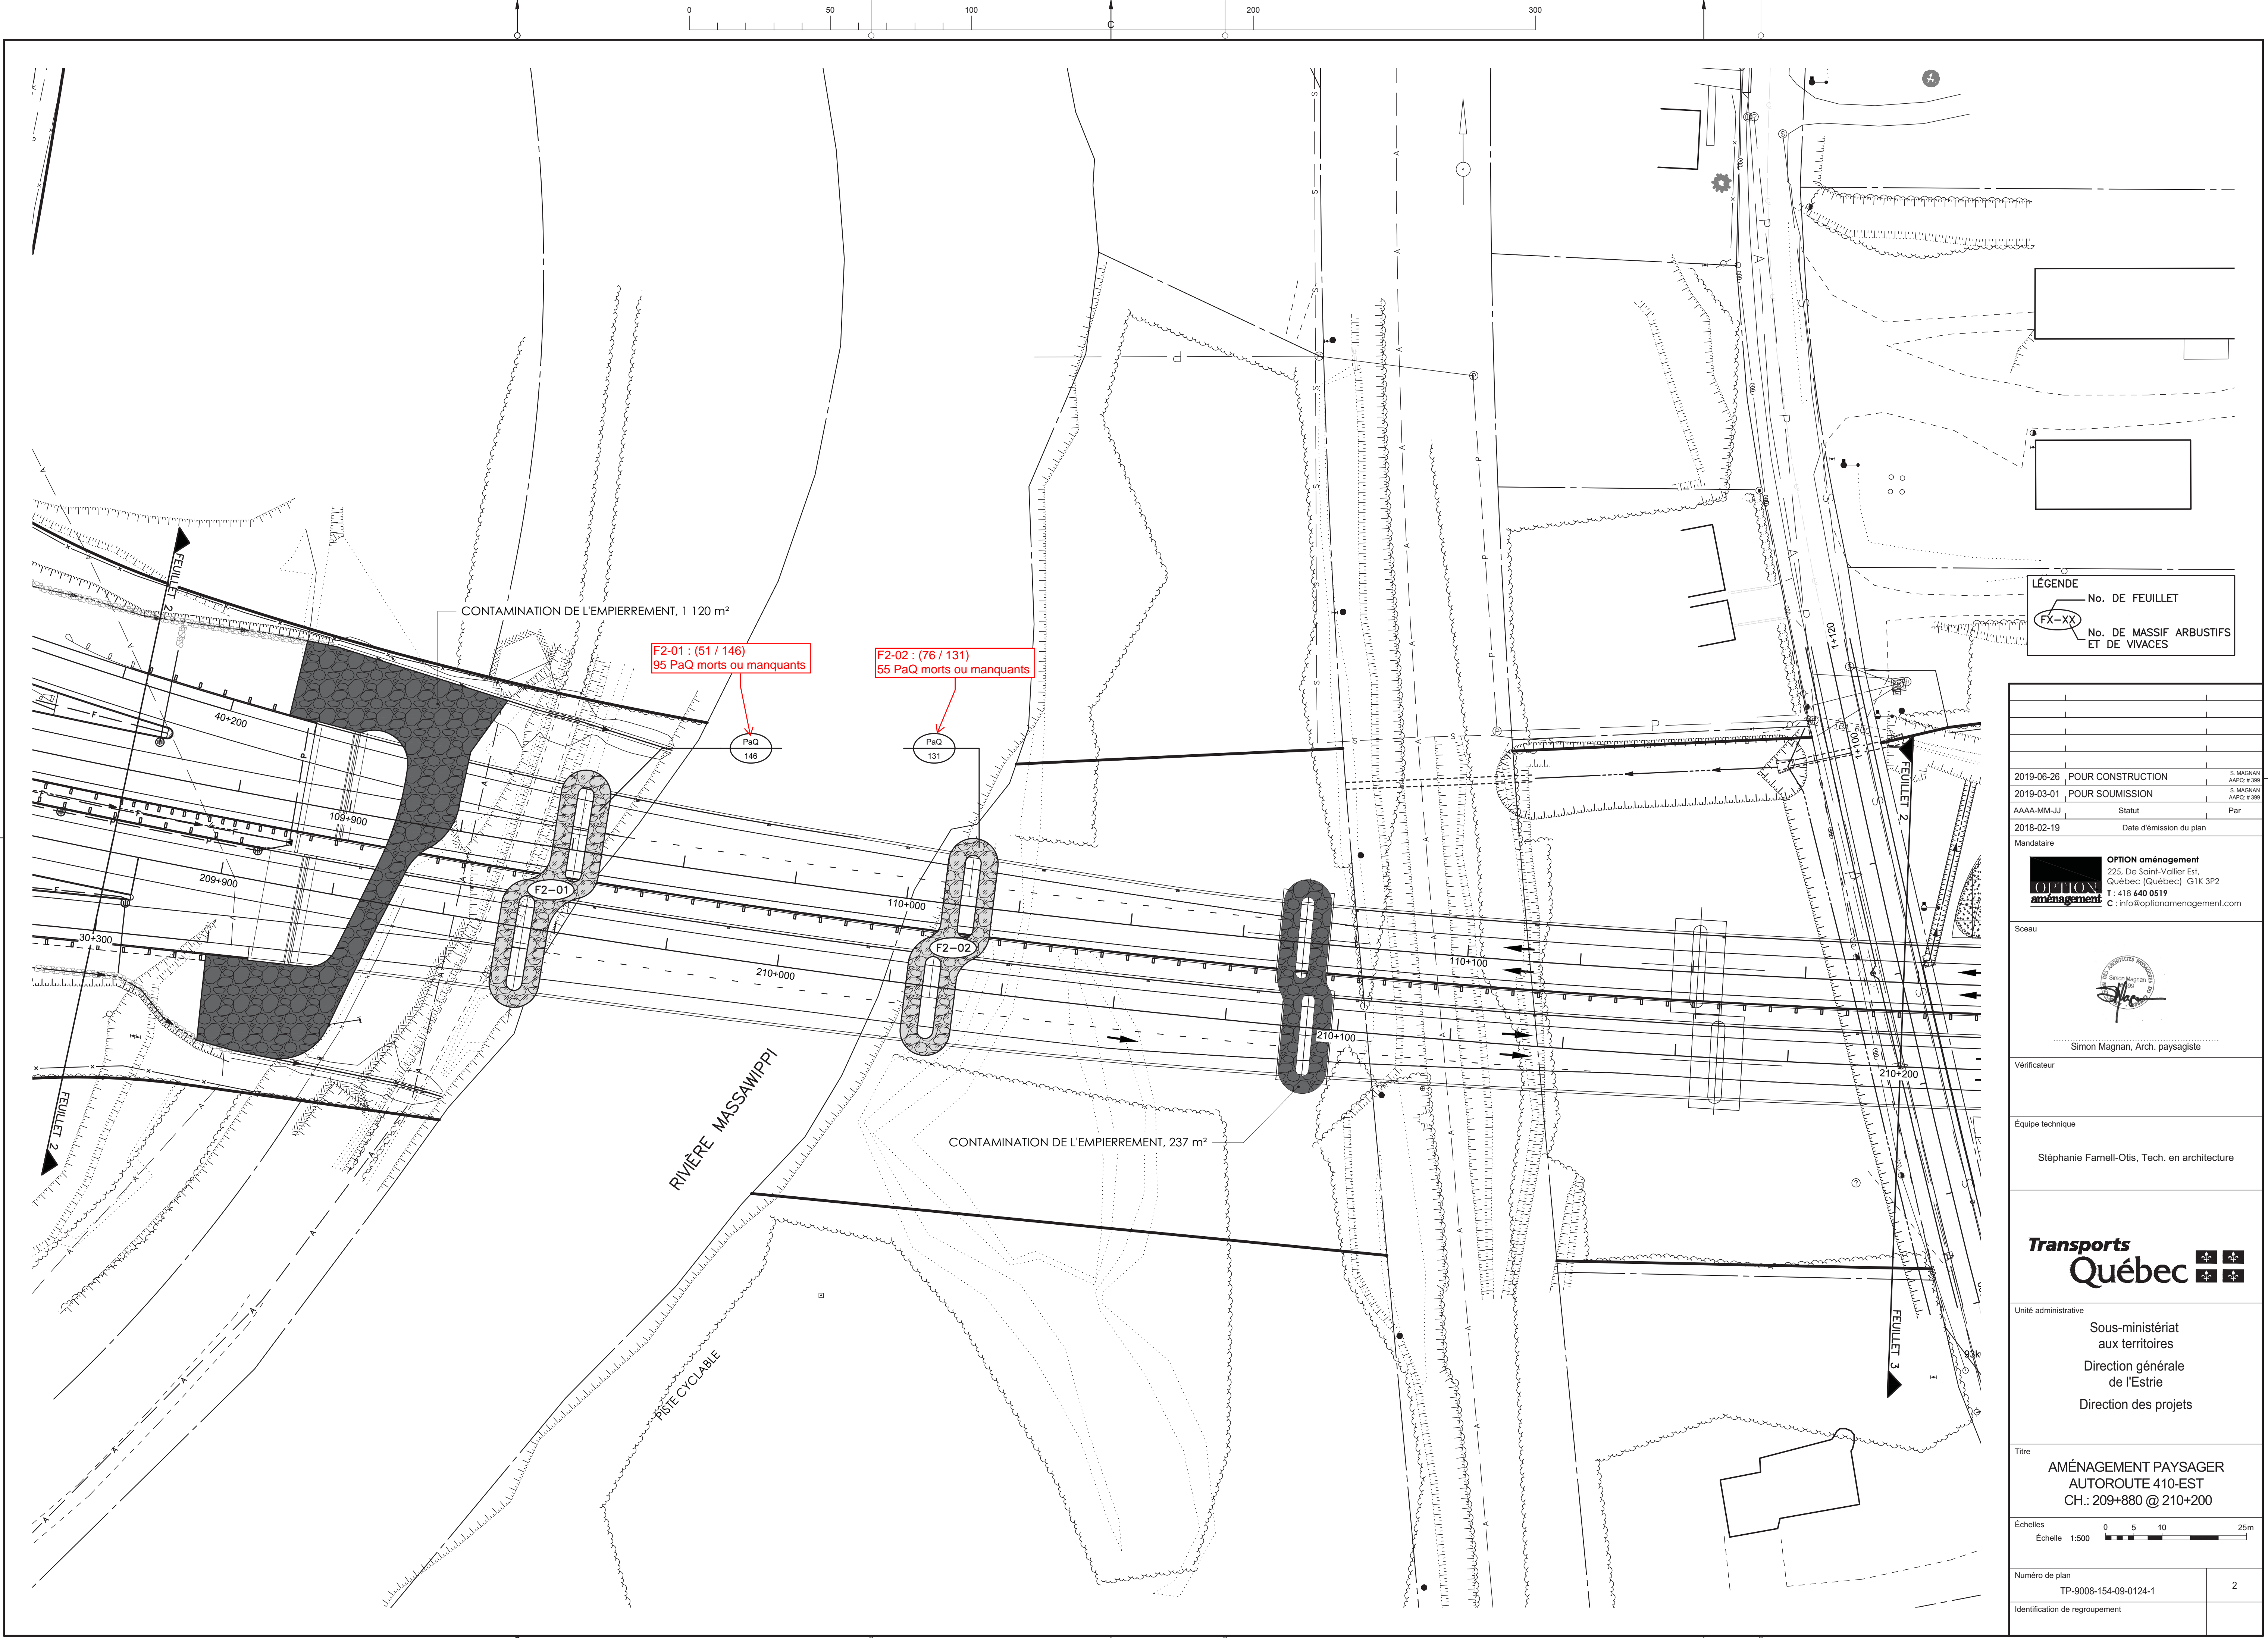 0 50 100 200 300
C
CONTAMINATION DE L'EMPIERREMENT, 1 120 m²
F2-01 : (51 / 146)
95 PaQ morts ou manquants
F2-02 : (76 / 131)
55 PaQ morts ou manquants
PaQ
146
PaQ
131
FEUILLET 2
FEUILLET 2
40+200
109+900
209+900
30+300
F2-01
F2-02
110+000
210+000
110+100
210+100
210+200
1+120
1+100
FEUILLET 2
FEUILLET 3
RIVIÈRE MASSAWIPPI
CONTAMINATION DE L'EMPIERREMENT, 237 m²
PISTE CYCLABLE
LÉGENDE
No. DE FEUILLET
FX-XX
No. DE MASSIF ARBUSTIFS
ET DE VIVACES
2019-06-26 POUR CONSTRUCTION S. MAGNAN
AAPQ: # 399
2019-03-01 POUR SOUMISSION S. MAGNAN
AAPQ: # 399
AAAA-MM-JJ Statut Par
2018-02-19 Date d'émission du plan
Mandataire
OPTION
aménagement
OPTION aménagement
225, De Saint-Vallier Est,
Québec (Québec) G1K 3P2
T : 418 640 0519
C : info@optionamenagement.com
Sceau
Simon Magnan
Simon Magnan, Arch. paysagiste
Vérificateur
Équipe technique
Stéphanie Farnell-Otis, Tech. en architecture
Transports
Québec
Unité administrative
Sous-ministériat
aux territoires
Direction générale
de l'Estrie
Direction des projets
Titre
AMÉNAGEMENT PAYSAGER
AUTOROUTE 410-EST
CH.: 209+880 @ 210+200
Échelles
Échelle 1:500 0 5 10 25m
Numéro de plan
TP-9008-154-09-0124-1 2
Identification de regroupement